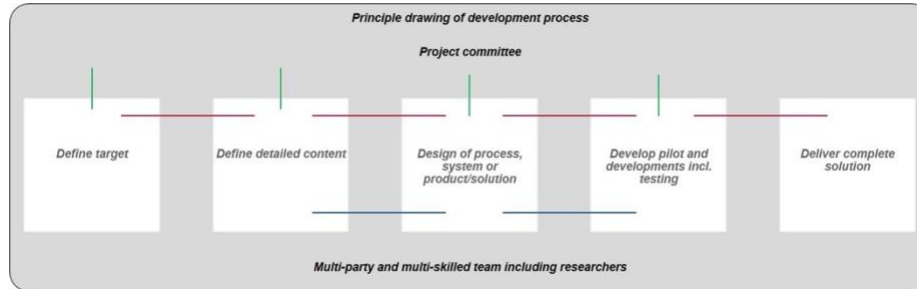 Principle drawing of development process
Project committee
Define target
Define detailed content
Design of process,
system or
product/solution
Develop pilot and
developments incl.
testing
Deliver complete
solution
Multi-party and multi-skilled team including researchers